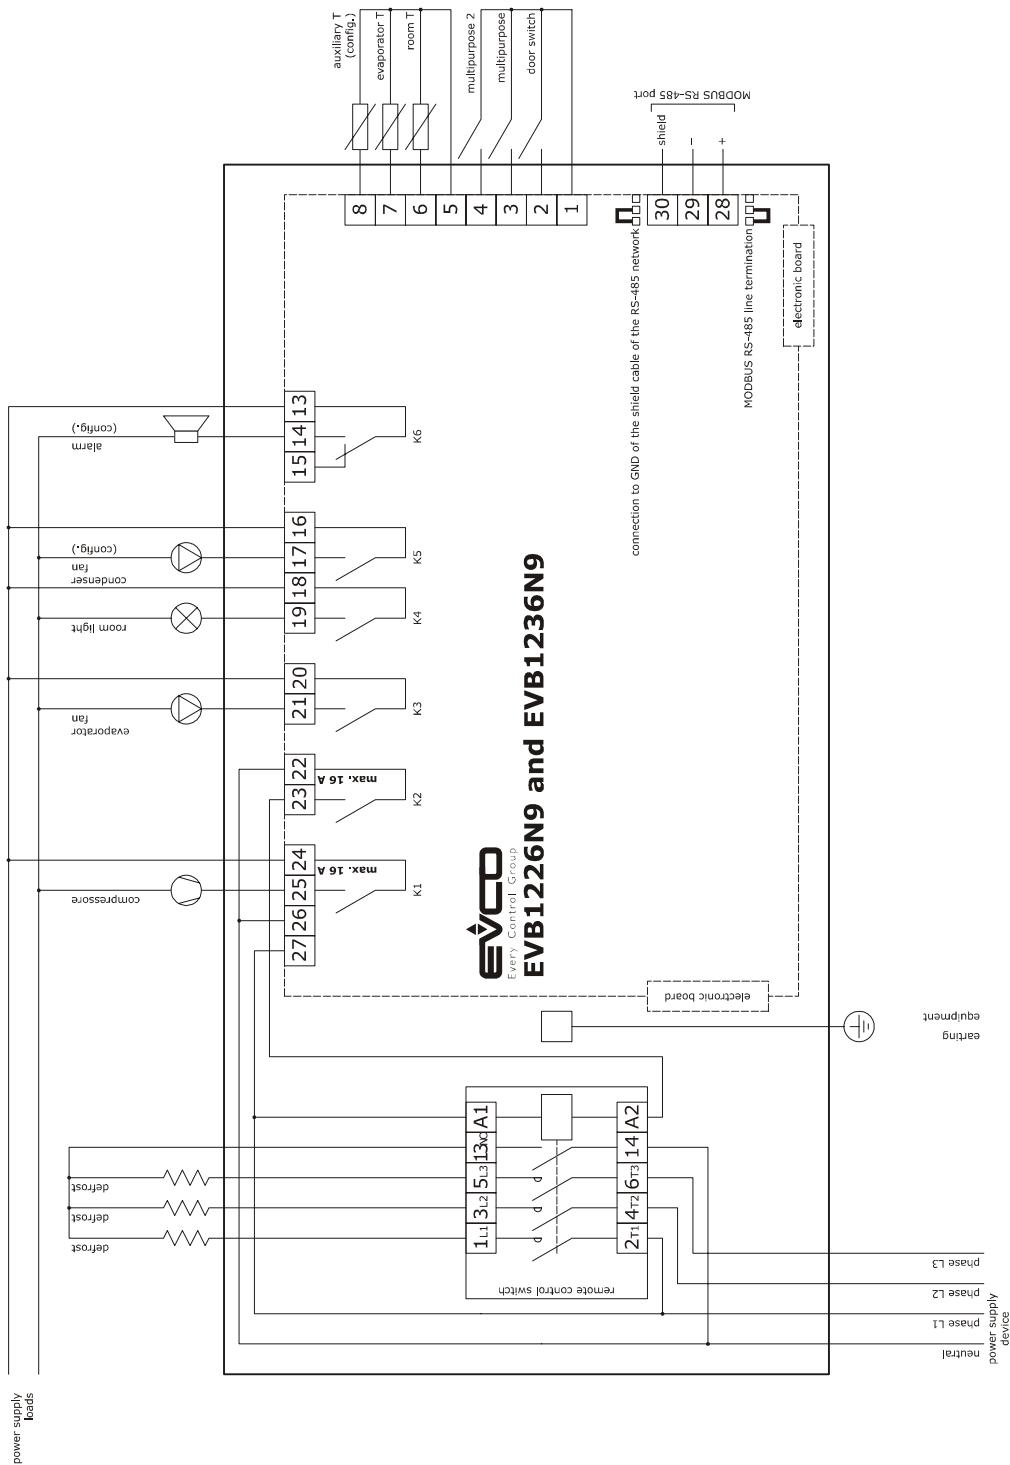 auxiliary T
(config.)
evaporator T
room T
multipurpose 2
multipurpose
door switch
MODBUS RS-485 port
shield
–
+
8
7
6
5
4
3
2
1
30
29
28
connection to GND of the shield cable of the RS-485 network
MODBUS RS-485 line termination
electronic board
alarm
(config.)
13
14
15
K6
condenser
fan
(config.)
16
17
K5
room light
18
19
K4
evaporator
fan
20
21
K3
22
23
max. 16 A
K2
compressore
24
25
26
27
max. 16 A
K1
EVCO
Every Control Group
EVB1226N9 and EVB1236N9
electronic board
earting
equipment
defrost
defrost
defrost
A1
13NO
5L3
3L2
1L1
A2
14
6T3
4T2
2T1
remote control switch
phase L3
phase L2
phase L1
neutral
power supply
device
power supply
loads